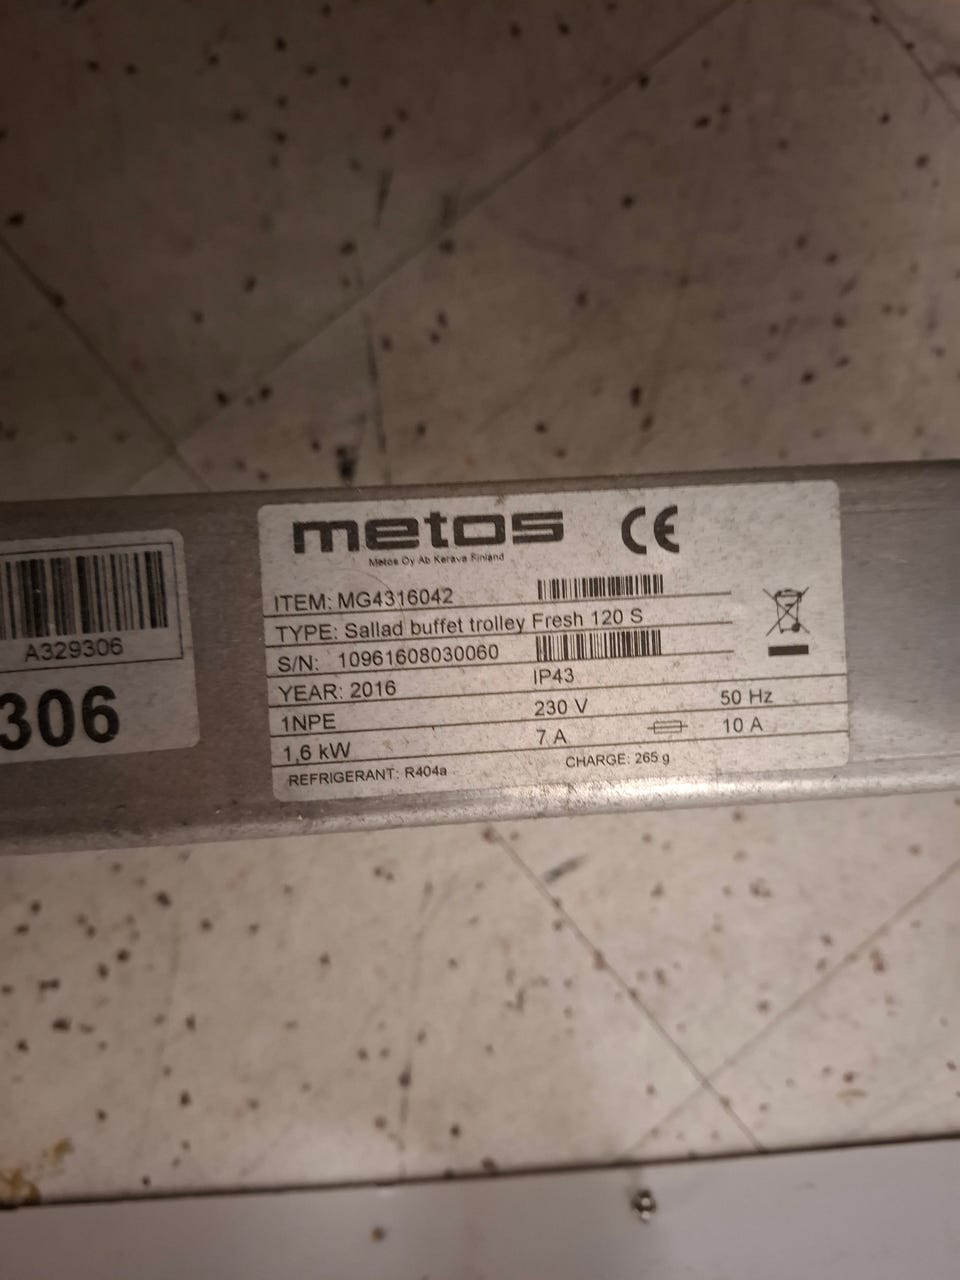 A329306
306
metos
CE
Metos Oy Ab Kerava Finland
ITEM: MG4316042
TYPE: Sallad buffet trolley Fresh 120 S
S/N: 10961608030060
YEAR: 2016 IP43
1NPE 230 V 50 Hz
1,6 kW 7 A 10 A
REFRIGERANT: R404a CHARGE: 265 g